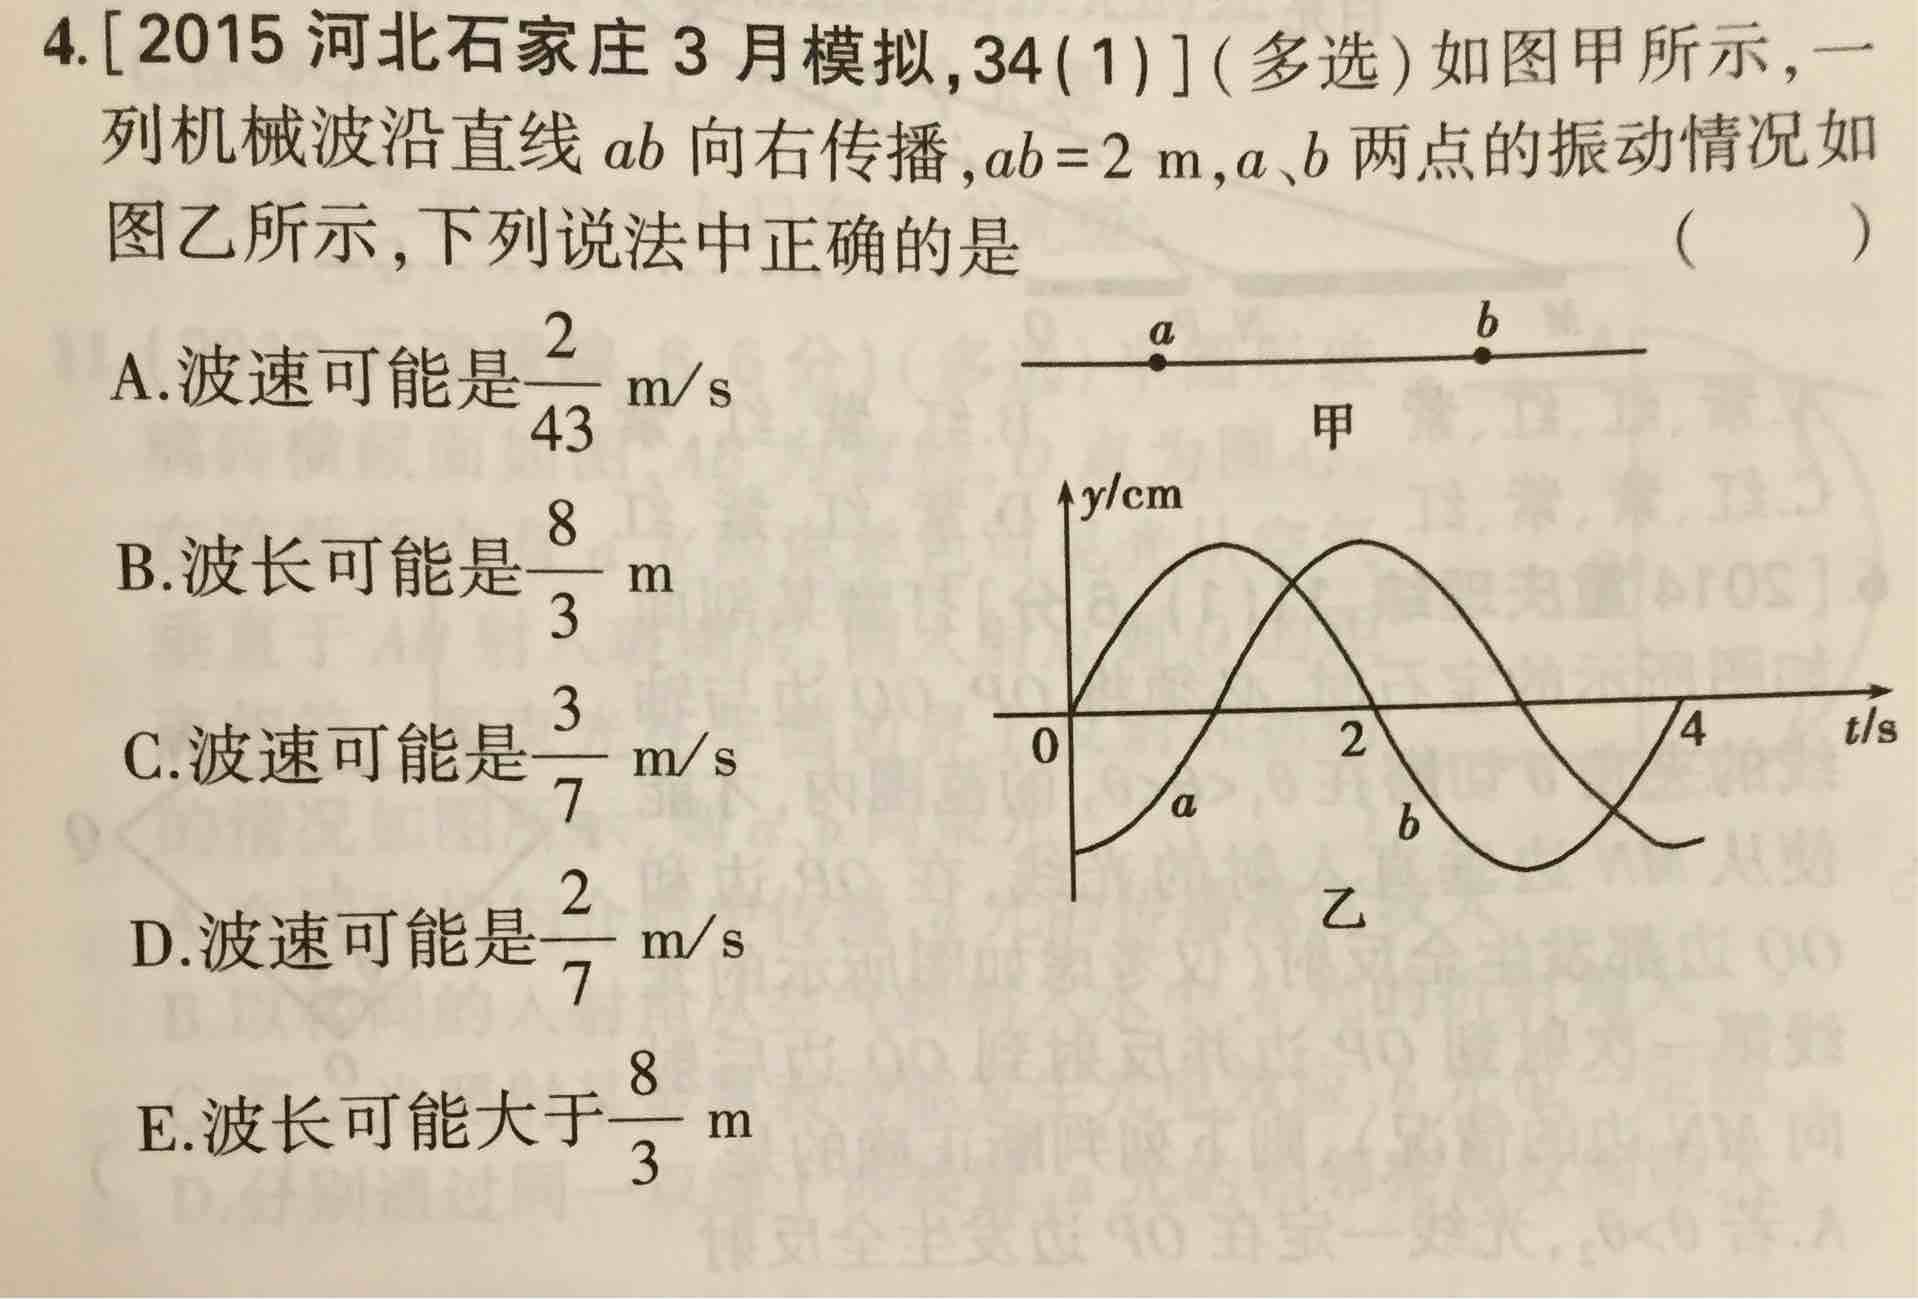 4.[2015 河北石家庄 3 月模拟,34(1)](多选)如图甲所示,一
列机械波沿直线 ab 向右传播,ab=2 m,a、b 两点的振动情况如
图乙所示,下列说法中正确的是 ( )
A.波速可能是2/43 m/s
B.波长可能是8/3 m
C.波速可能是3/7 m/s
D.波速可能是2/7 m/s
E.波长可能大于8/3 m
a b
甲
y/cm
0 2 4 t/s
a b
乙